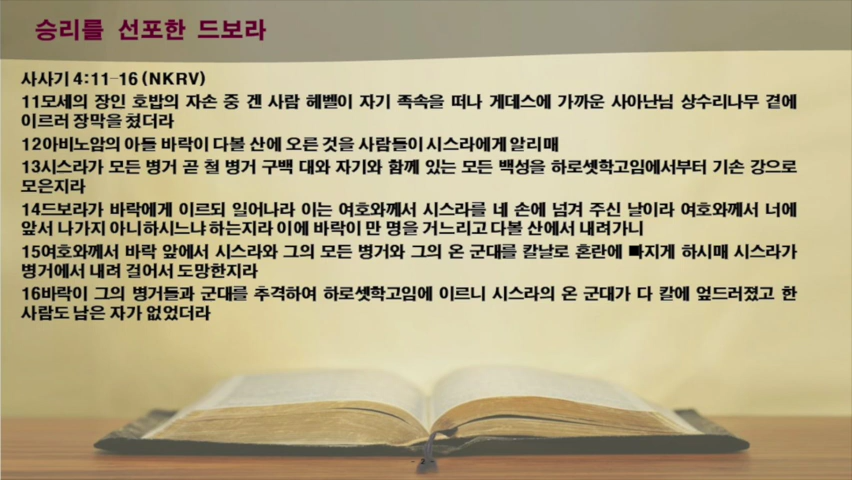 승리를 선포한 드보라
사사기 4:11-16 (NKRV)
11모세의 장인 호밥의 자손 중 겐 사람 헤벨이 자기 족속을 떠나 게데스에 가까운 사아난님 상수리나무 곁에
이르러 장막을 쳤더라
12아비노암의 아들 바락이 다볼 산에 오른 것을 사람들이 시스라에게 알리매
13시스라가 모든 병거 곧 철 병거 구백 대와 자기와 함께 있는 모든 백성을 하로셋학고임에서부터 기손 강으로
모은지라
14드보라가 바락에게 이르되 일어나라 이는 여호와께서 시스라를 네 손에 넘겨 주신 날이라 여호와께서 너에
앞서 나가지 아니하시느냐 하는지라 이에 바락이 만 명을 거느리고 다볼 산에서 내려가니
15여호와께서 바락 앞에서 시스라와 그의 모든 병거와 그의 온 군대를 칼날로 혼란에 빠지게 하시매 시스라가
병거에서 내려 걸어서 도망한지라
16바락이 그의 병거들과 군대를 추격하여 하로셋학고임에 이르니 시스라의 온 군대가 다 칼에 엎드러졌고 한
사람도 남은 자가 없었더라